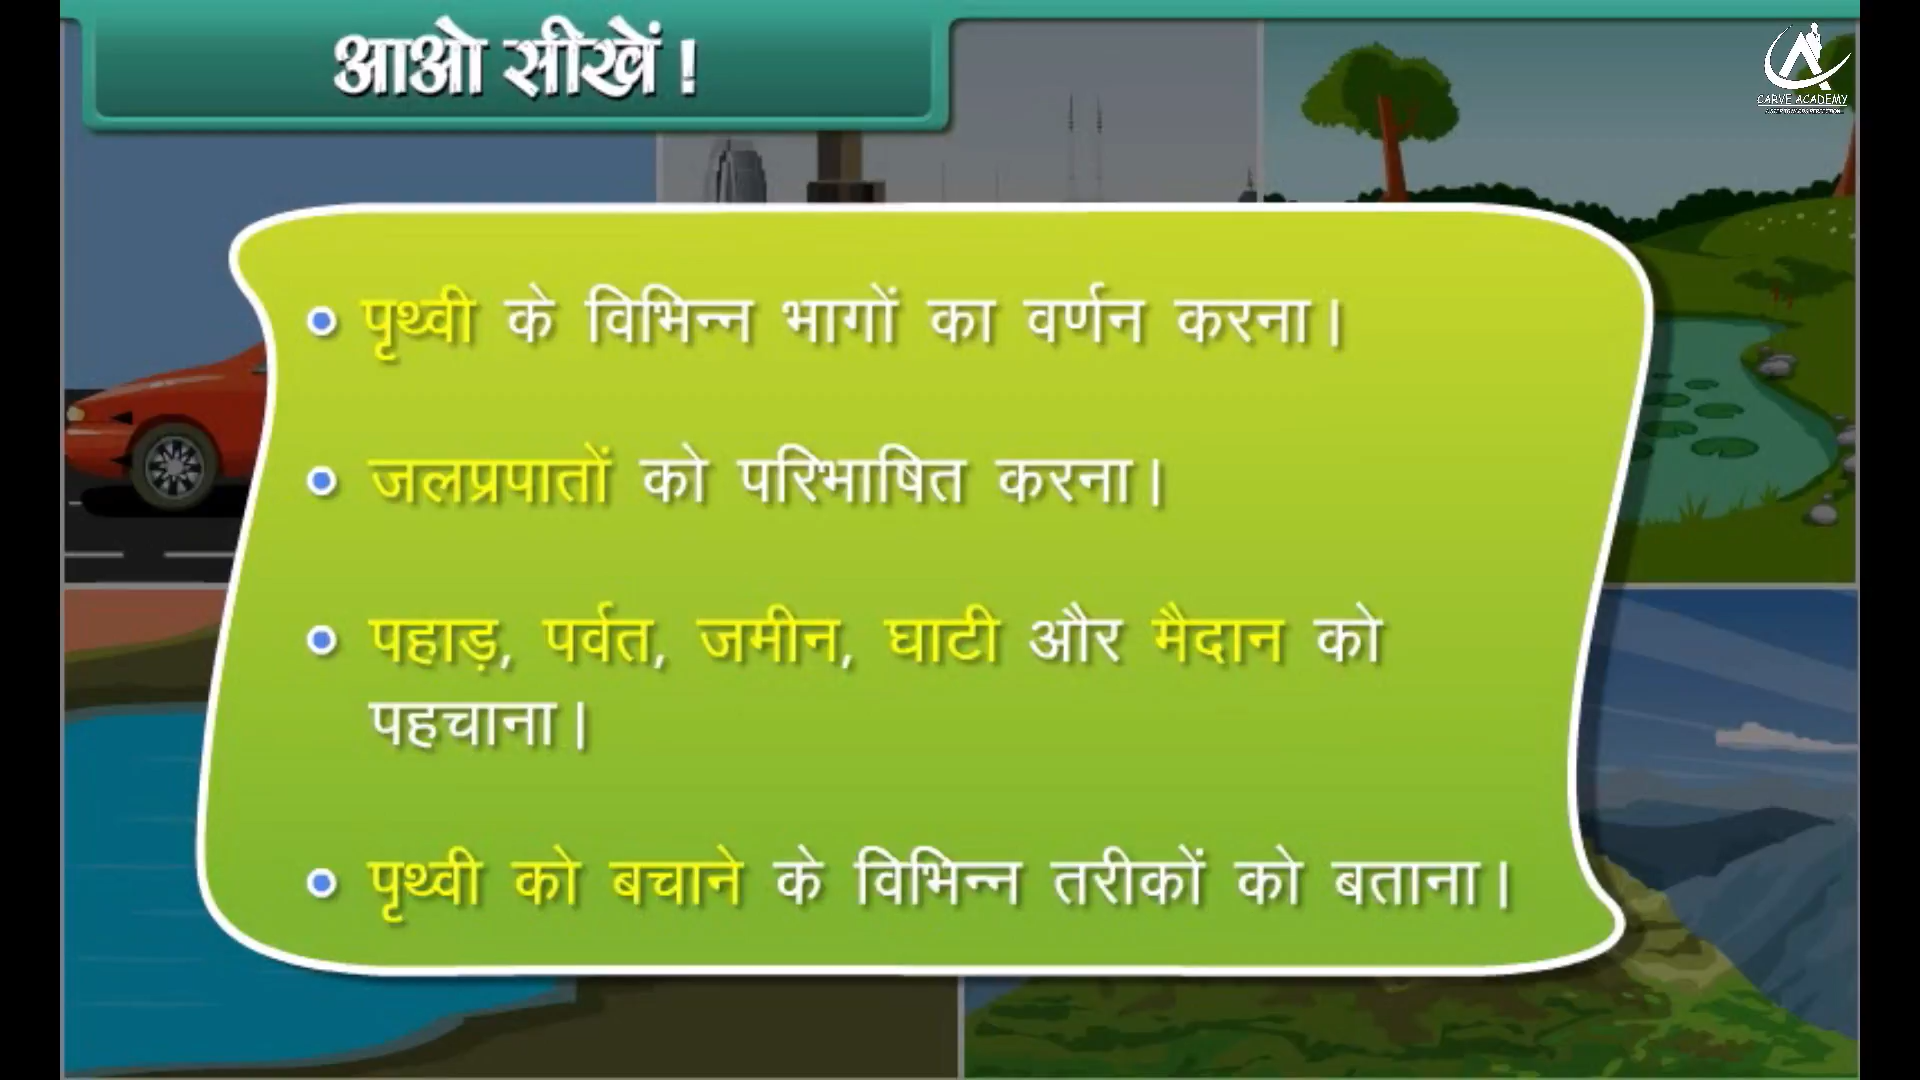 आओ सीखें !
CARVE ACADEMY
पृथ्वी के विभिन्न भागों का वर्णन करना।
जलप्रपातों को परिभाषित करना।
पहाड़, पर्वत, जमीन, घाटी और मैदान को
पहचाना।
पृथ्वी को बचाने के विभिन्न तरीकों को बताना।